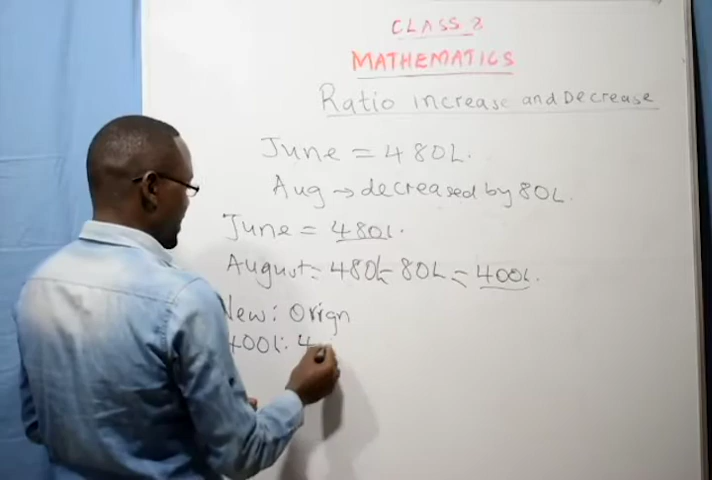 CLASS 8
MATHEMATICS
Ratio increase and Decrease
June = 480L.
Aug → decreased by 80L.
June = 480L.
August = 480L - 80L = 400L.
New: Orign
400L: 4